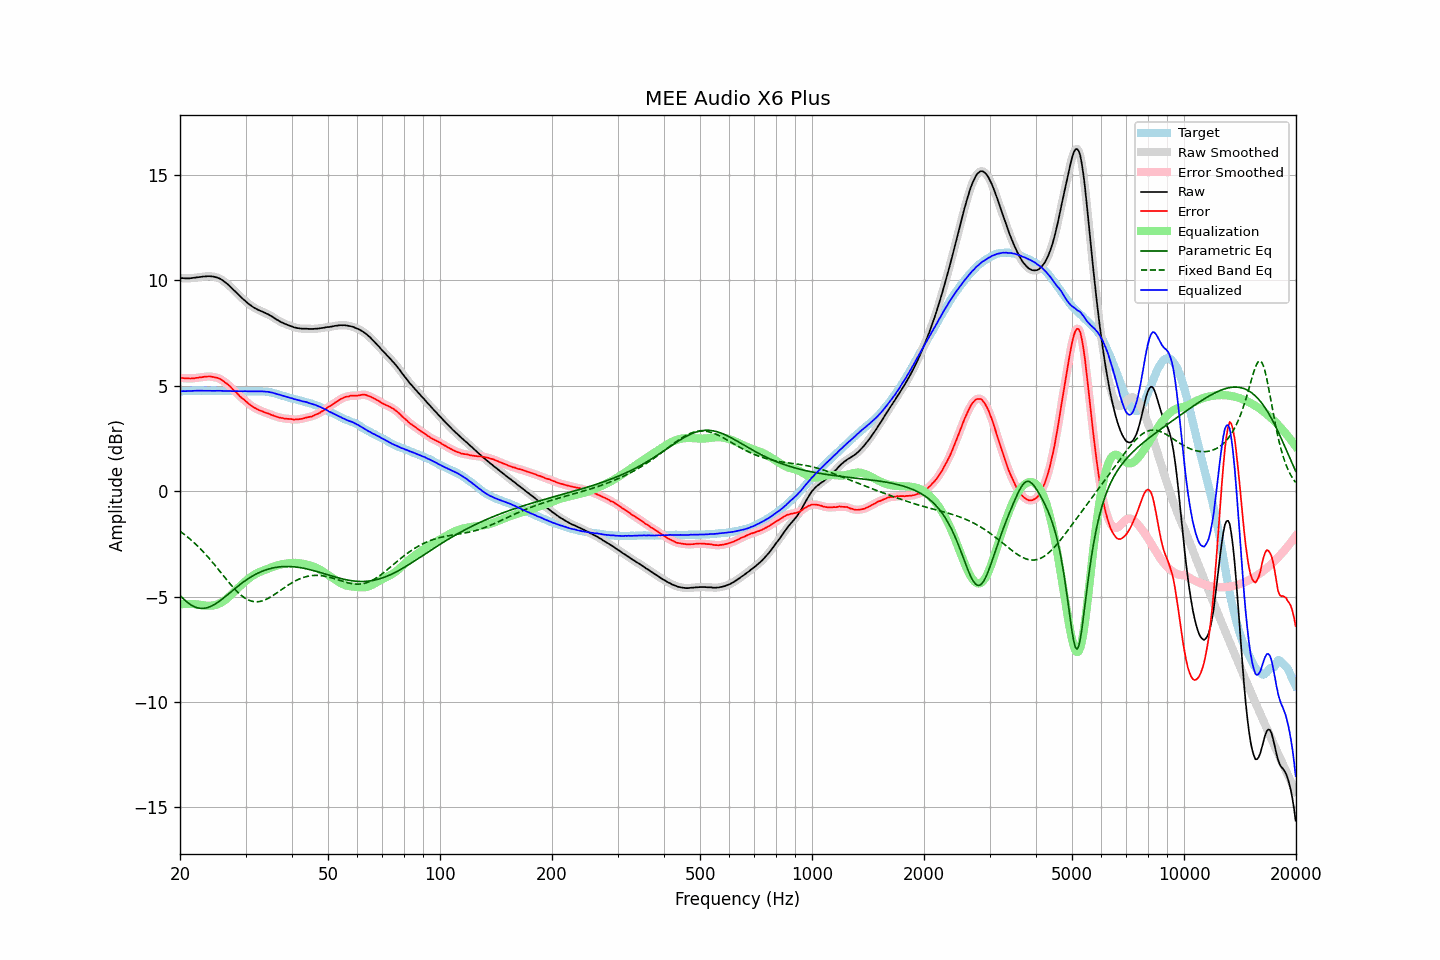 MEE Audio X6 Plus
Target
Raw Smoothed
Error Smoothed
Raw
Error
Equalization
Parametric Eq
Fixed Band Eq
Equalized
15
10
5
0
−5
−10
−15
Amplitude (dBr)
20 50 100 200 500 1000 2000 5000 10000 20000
Frequency (Hz)